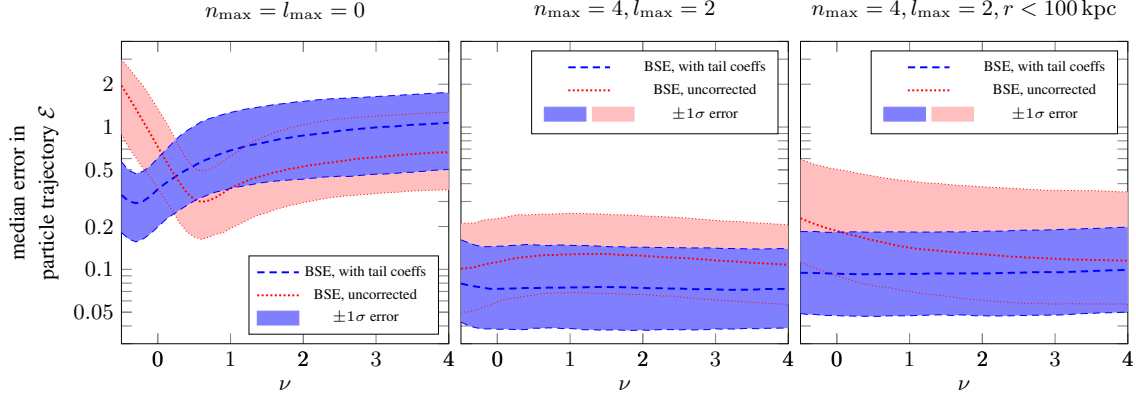 n_max = l_max = 0
n_max = 4, l_max = 2
n_max = 4, l_max = 2, r < 100 kpc
median error in
particle trajectory ℰ
2
1
0.5
0.2
0.1
0.05
BSE, with tail coeffs
BSE, uncorrected
±1σ error
0 1 2 3 4
ν
BSE, with tail coeffs
BSE, uncorrected
±1σ error
0 1 2 3 4
ν
BSE, with tail coeffs
BSE, uncorrected
±1σ error
0 1 2 3 4
ν